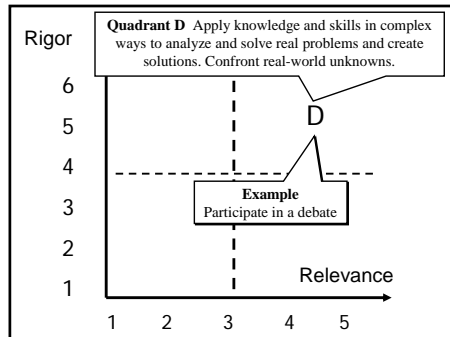 Quadrant D Apply knowledge and skills in complex
ways to analyze and solve real problems and create
solutions. Confront real-world unknowns.
Rigor
6
5
D
4
Example
Participate in a debate
3
2
1
Relevance
1 2 3 4 5